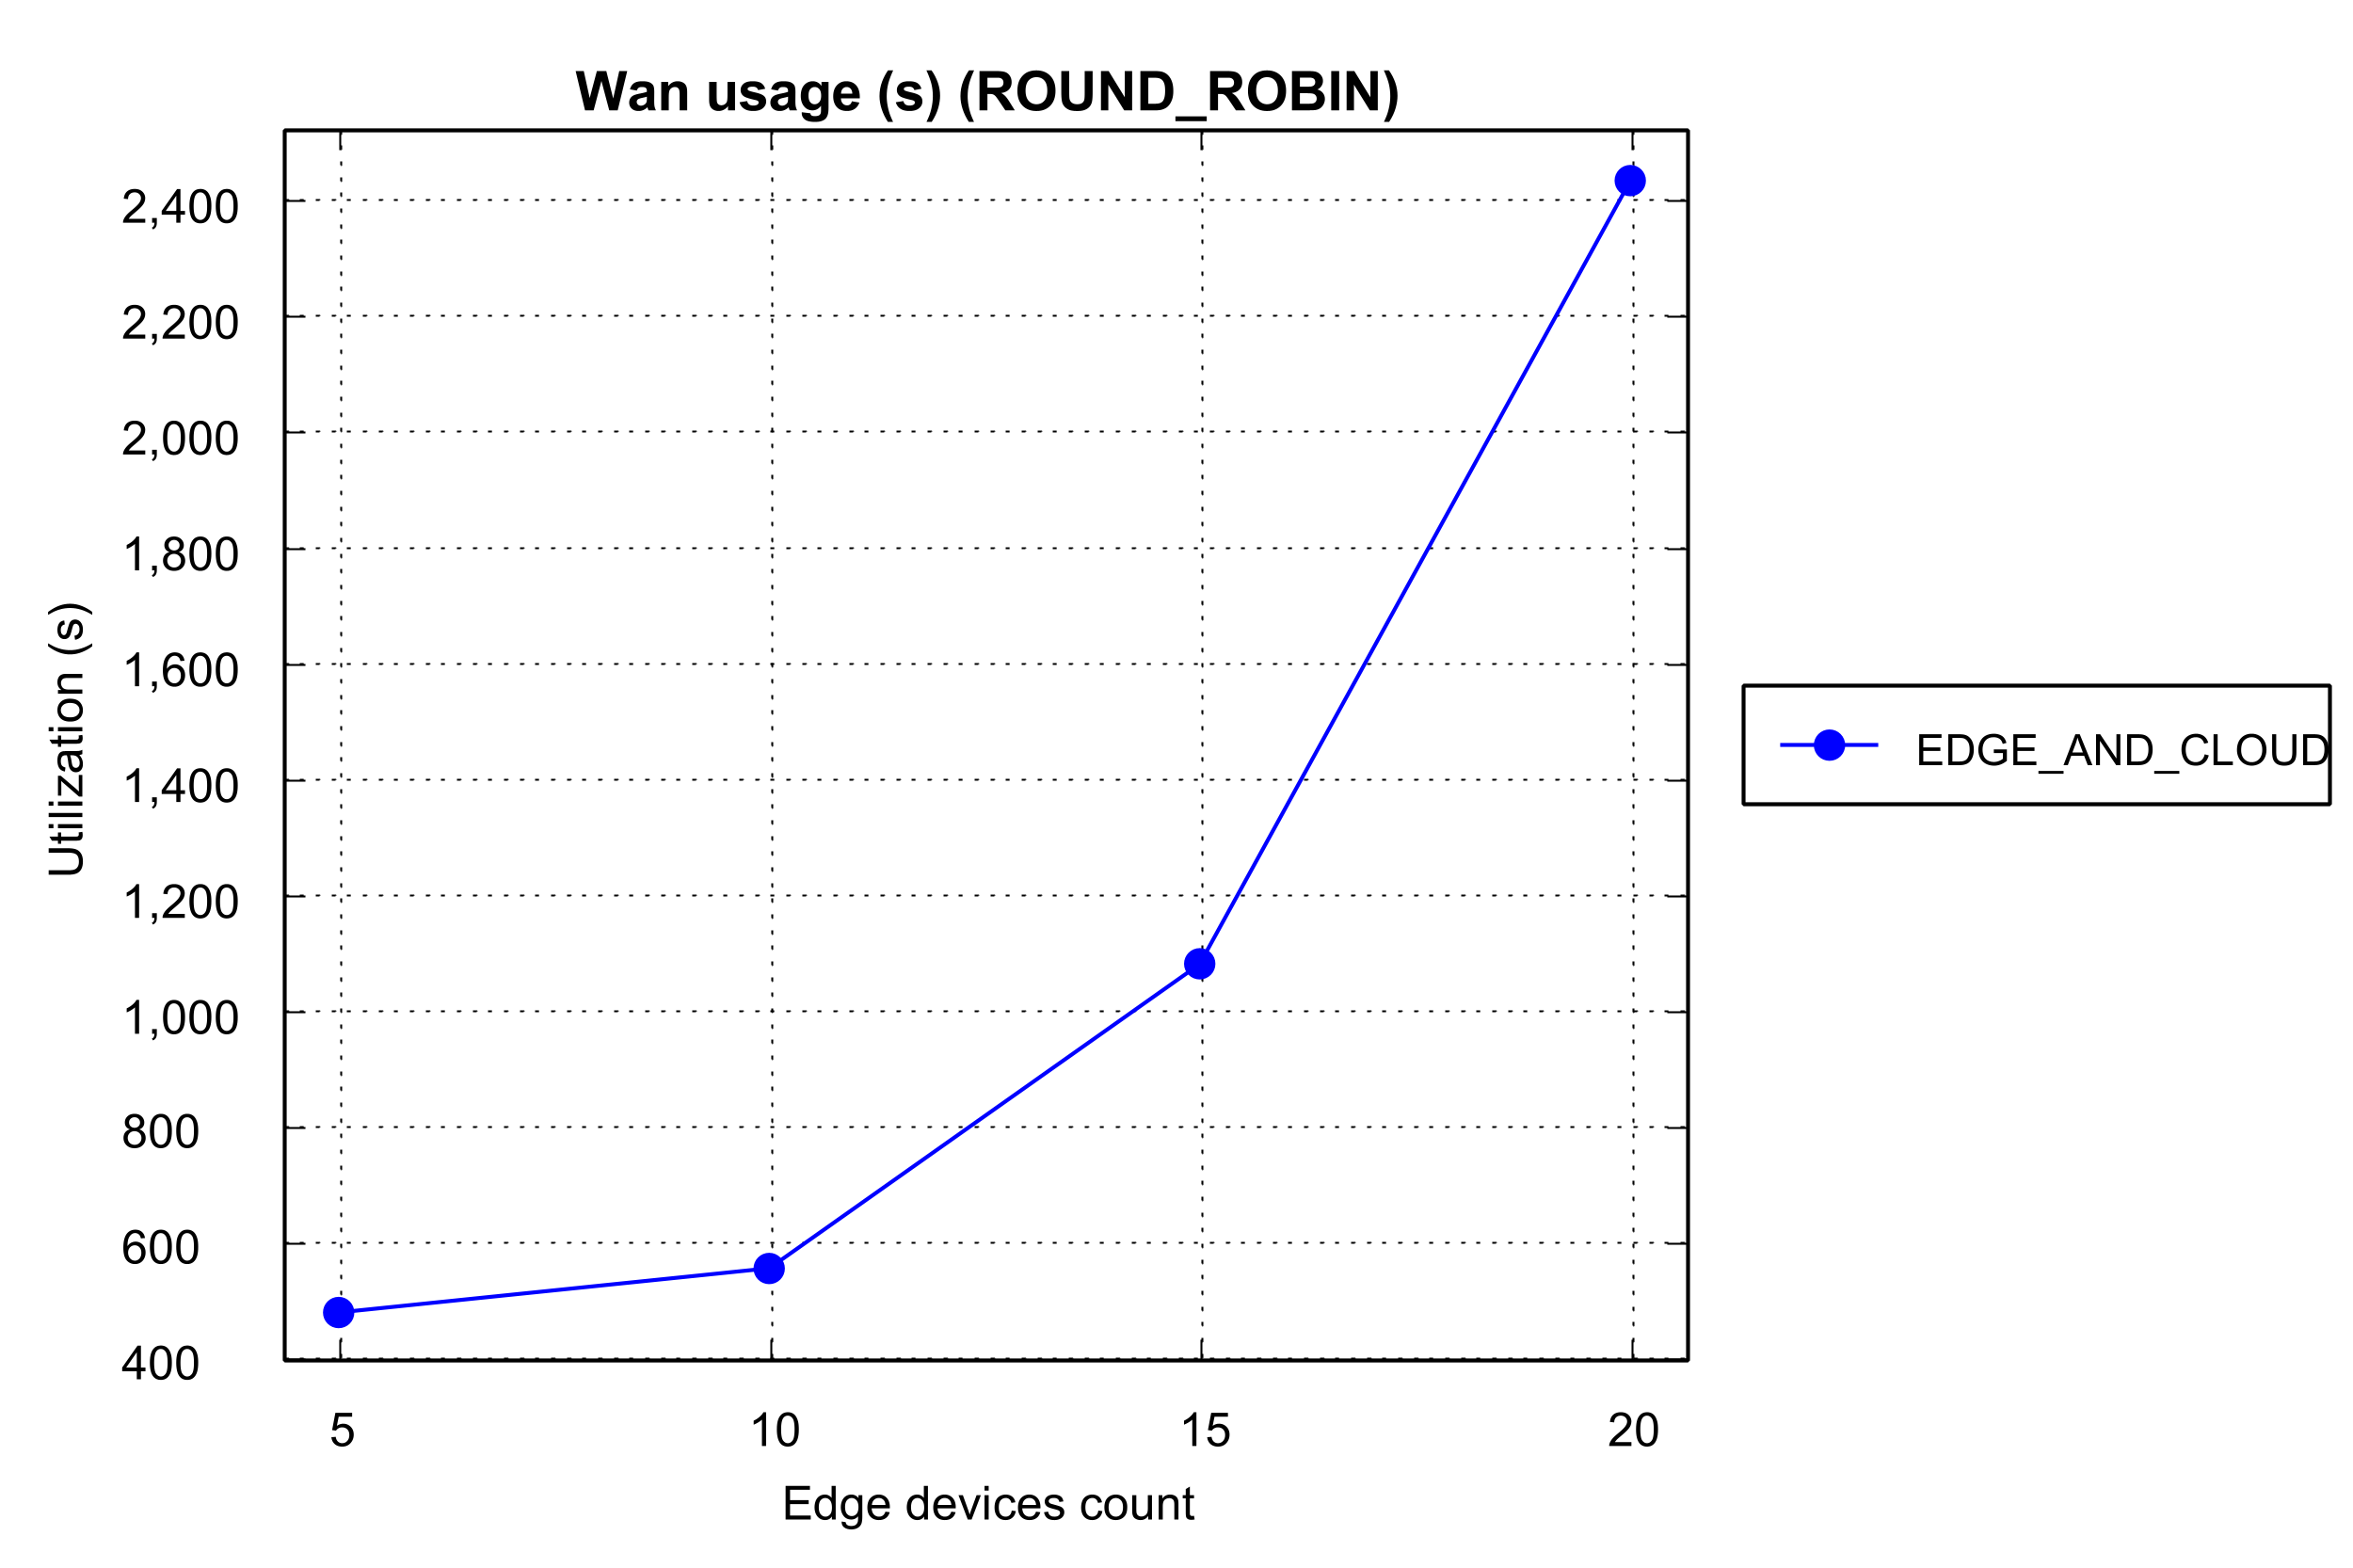 Wan usage (s) (ROUND_ROBIN)
2,400
2,200
2,000
1,800
1,600
1,400
1,200
1,000
800
600
400
Utilization (s)
5 10 15 20
Edge devices count
EDGE_AND_CLOUD